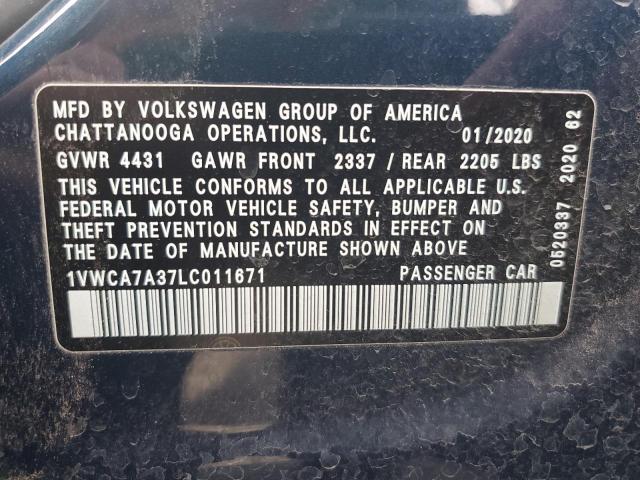 MFD BY VOLKSWAGEN GROUP OF AMERICA
CHATTANOOGA OPERATIONS, LLC. 01/2020
GVWR 4431 GAWR FRONT 2337 / REAR 2205 LBS
THIS VEHICLE CONFORMS TO ALL APPLICABLE U.S.
FEDERAL MOTOR VEHICLE SAFETY, BUMPER AND
THEFT PREVENTION STANDARDS IN EFFECT ON
THE DATE OF MANUFACTURE SHOWN ABOVE
1VWCA7A37LC011671 PASSENGER CAR
0520337 2020 62